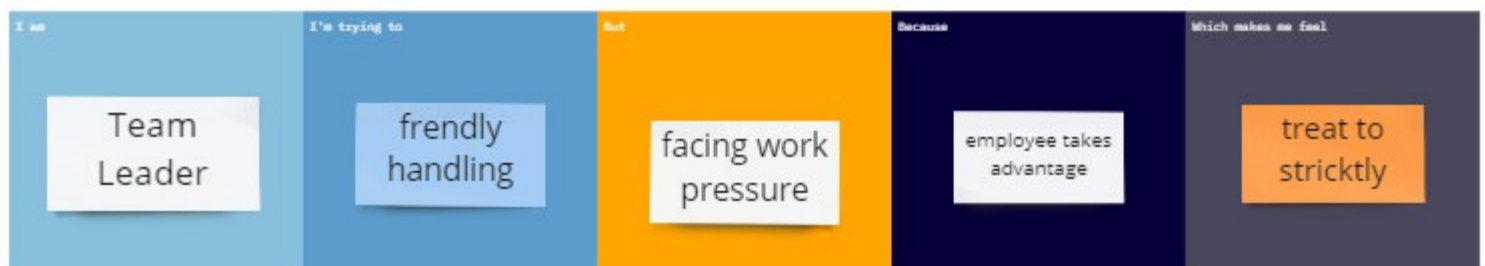 I am
I'm trying to
But
Because
Which makes me feel
Team
Leader
frendly
handling
facing work
pressure
employee takes
advantage
treat to
stricktly